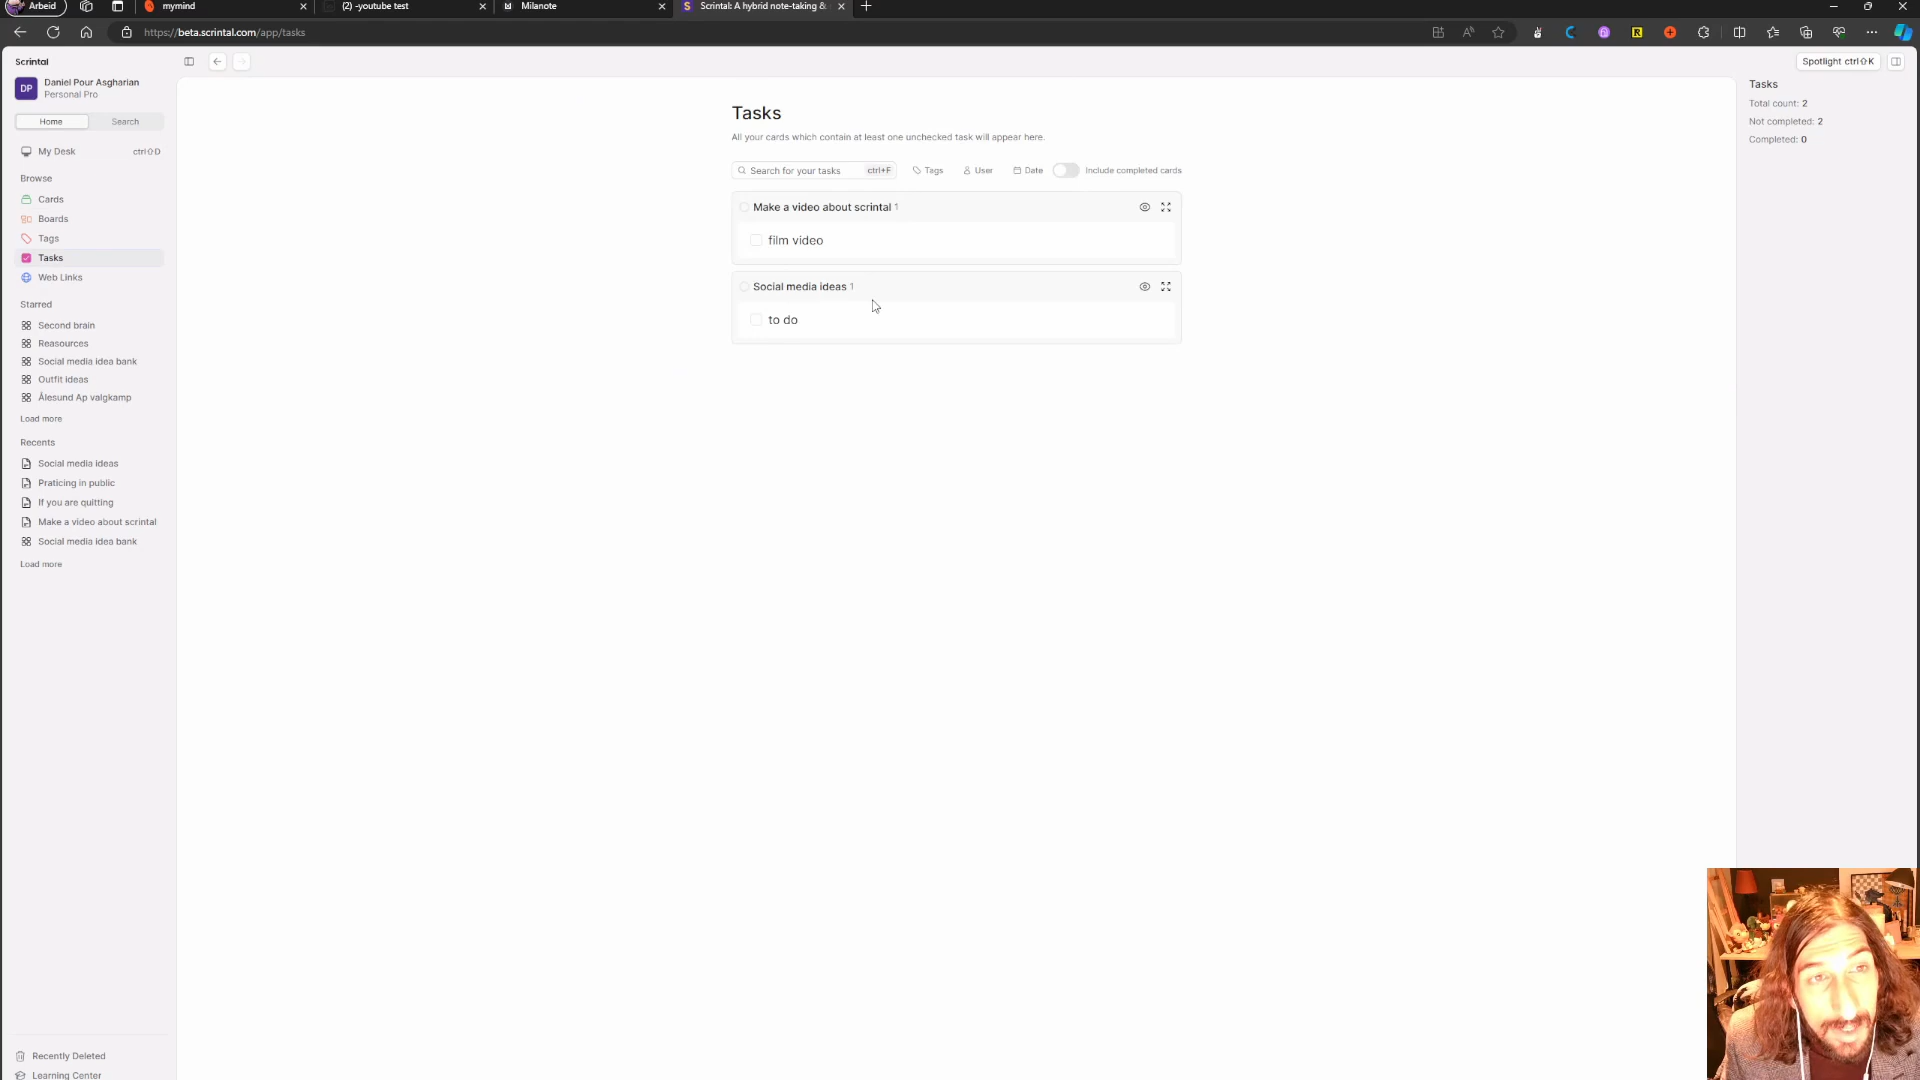 Arbeid
mymind
(2) -youtube test
Milanote
Scrintal: A hybrid note-taking &
https://beta.scrintal.com/app/tasks
Scrintal
Spotlight ctrl⇧K
DP
Daniel Pour Asgharian
Personal Pro
Home
Search
My Desk
ctrl⇧D
Browse
Cards
Boards
Tags
Tasks
Web Links
Starred
Second brain
Reasources
Social media idea bank
Outfit ideas
Ålesund Ap valgkamp
Load more
Recents
Social media ideas
Praticing in public
If you are quitting
Make a video about scrintal
Social media idea bank
Load more
Recently Deleted
Learning Center
Tasks
All your cards which contain at least one unchecked task will appear here.
Search for your tasks
ctrl+F
Tags
User
Date
Include completed cards
Make a video about scrintal 1
film video
Social media ideas 1
to do
Tasks
Total count: 2
Not completed: 2
Completed: 0